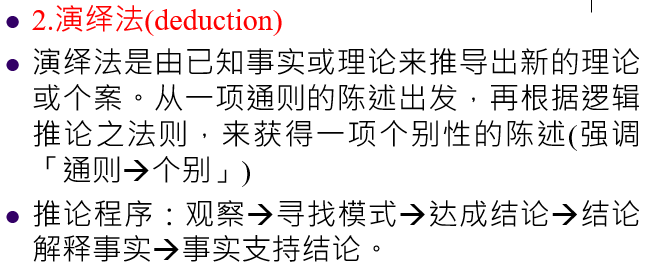 2.演绎法(deduction)
演绎法是由已知事实或理论来推导出新的理论
或个案。从一项通则的陈述出发，再根据逻辑
推论之法则，来获得一项个别性的陈述(强调
「通则→个别」)
推论程序：观察→寻找模式→达成结论→结论
解释事实→事实支持结论。